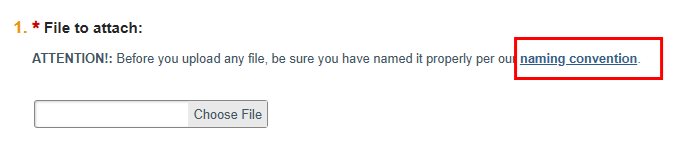 1. * File to attach:
ATTENTION!: Before you upload any file, be sure you have named it properly per our naming convention.
Choose File